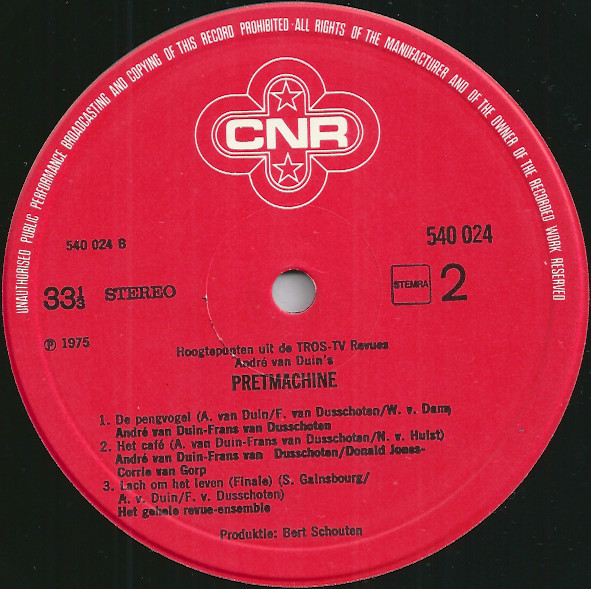 UNAUTHORISED PUBLIC PERFORMANCE BROADCASTING AND COPYING OF THIS RECORD PROHIBITED · ALL RIGHTS OF THE MANUFACTURER AND OF THE OWNER OF THE RECORDED WORK RESERVED
CNR
540 024 B
540 024
33⅓ STEREO
STEMRA 2
℗ 1975
Hoogtepunten uit de TROS-TV Revues
André van Duin's
PRETMACHINE
1. De pengvogel (A. van Duin/F. van Dusschoten/W. v. Dam)
André van Duin-Frans van Dusschoten
2. Het café (A. van Duin-Frans van Dusschoten/N. v. Hulst)
André van Duin-Frans van Dusschoten/Donald Jones-
Corrie van Gorp
3. Lach om het leven (Finale) (S. Gainsbourg/
A. v. Duin/F. v. Dusschoten)
Het gehele revue-ensemble
Produktie: Bert Schouten